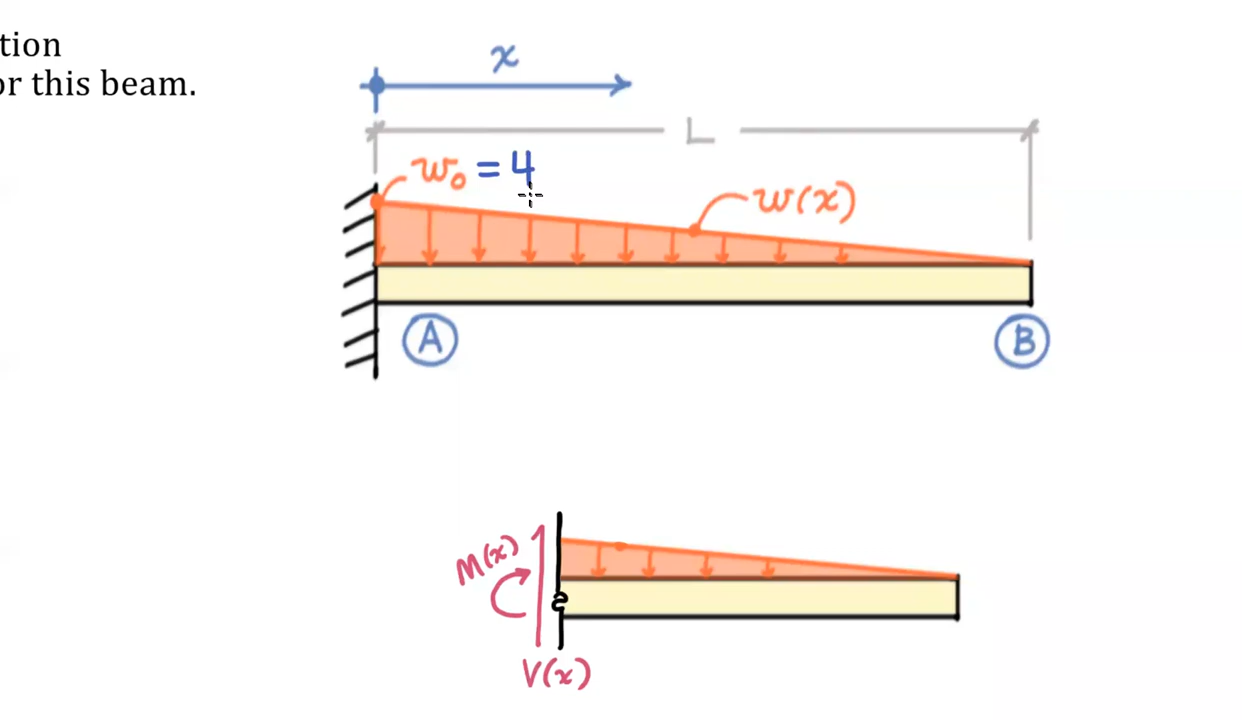 tion
or this beam.
x
L
w₀ = 4
w(x)
A
B
M(x)
V(x)